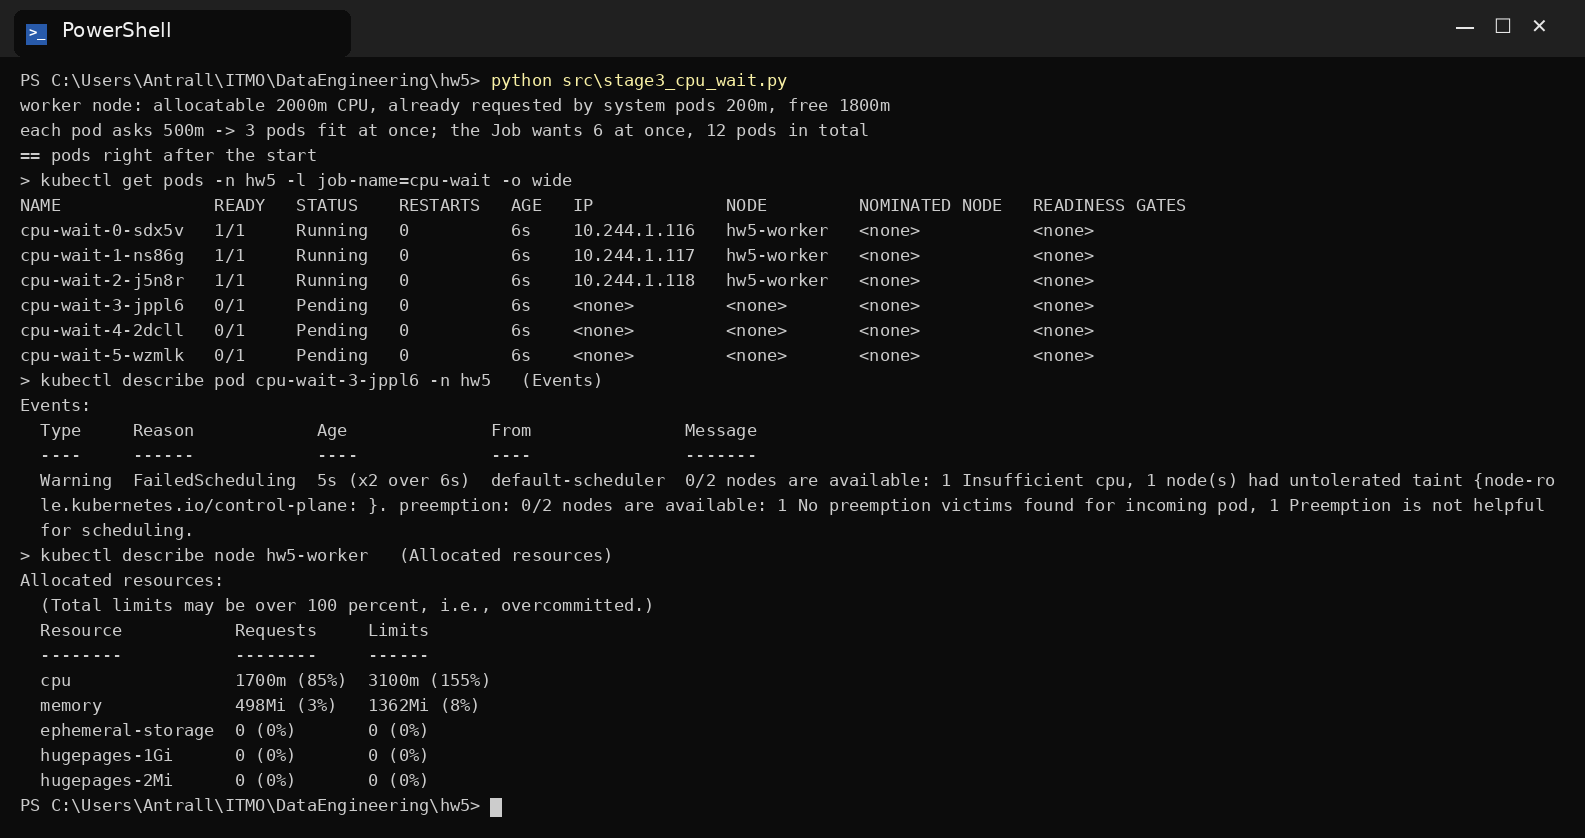 PowerShell
PS C:\Users\Antrall\ITMO\DataEngineering\hw5> python src\stage3_cpu_wait.py
worker node: allocatable 2000m CPU, already requested by system pods 200m, free 1800m
each pod asks 500m -> 3 pods fit at once; the Job wants 6 at once, 12 pods in total
== pods right after the start
> kubectl get pods -n hw5 -l job-name=cpu-wait -o wide
NAME               READY   STATUS    RESTARTS   AGE   IP             NODE         NOMINATED NODE   READINESS GATES
cpu-wait-0-sdx5v   1/1     Running   0          6s    10.244.1.116   hw5-worker   <none>           <none>
cpu-wait-1-ns86g   1/1     Running   0          6s    10.244.1.117   hw5-worker   <none>           <none>
cpu-wait-2-j5n8r   1/1     Running   0          6s    10.244.1.118   hw5-worker   <none>           <none>
cpu-wait-3-jppl6   0/1     Pending   0          6s    <none>         <none>       <none>           <none>
cpu-wait-4-2dcll   0/1     Pending   0          6s    <none>         <none>       <none>           <none>
cpu-wait-5-wzmlk   0/1     Pending   0          6s    <none>         <none>       <none>           <none>
> kubectl describe pod cpu-wait-3-jppl6 -n hw5   (Events)
Events:
  Type     Reason            Age              From               Message
  ----     ------            ----             ----               -------
  Warning  FailedScheduling  5s (x2 over 6s)  default-scheduler  0/2 nodes are available: 1 Insufficient cpu, 1 node(s) had untolerated taint {node-ro
  le.kubernetes.io/control-plane: }. preemption: 0/2 nodes are available: 1 No preemption victims found for incoming pod, 1 Preemption is not helpful
  for scheduling.
> kubectl describe node hw5-worker   (Allocated resources)
Allocated resources:
  (Total limits may be over 100 percent, i.e., overcommitted.)
  Resource           Requests     Limits
  --------           --------     ------
  cpu                1700m (85%)  3100m (155%)
  memory             498Mi (3%)   1362Mi (8%)
  ephemeral-storage  0 (0%)       0 (0%)
  hugepages-1Gi      0 (0%)       0 (0%)
  hugepages-2Mi      0 (0%)       0 (0%)
PS C:\Users\Antrall\ITMO\DataEngineering\hw5>